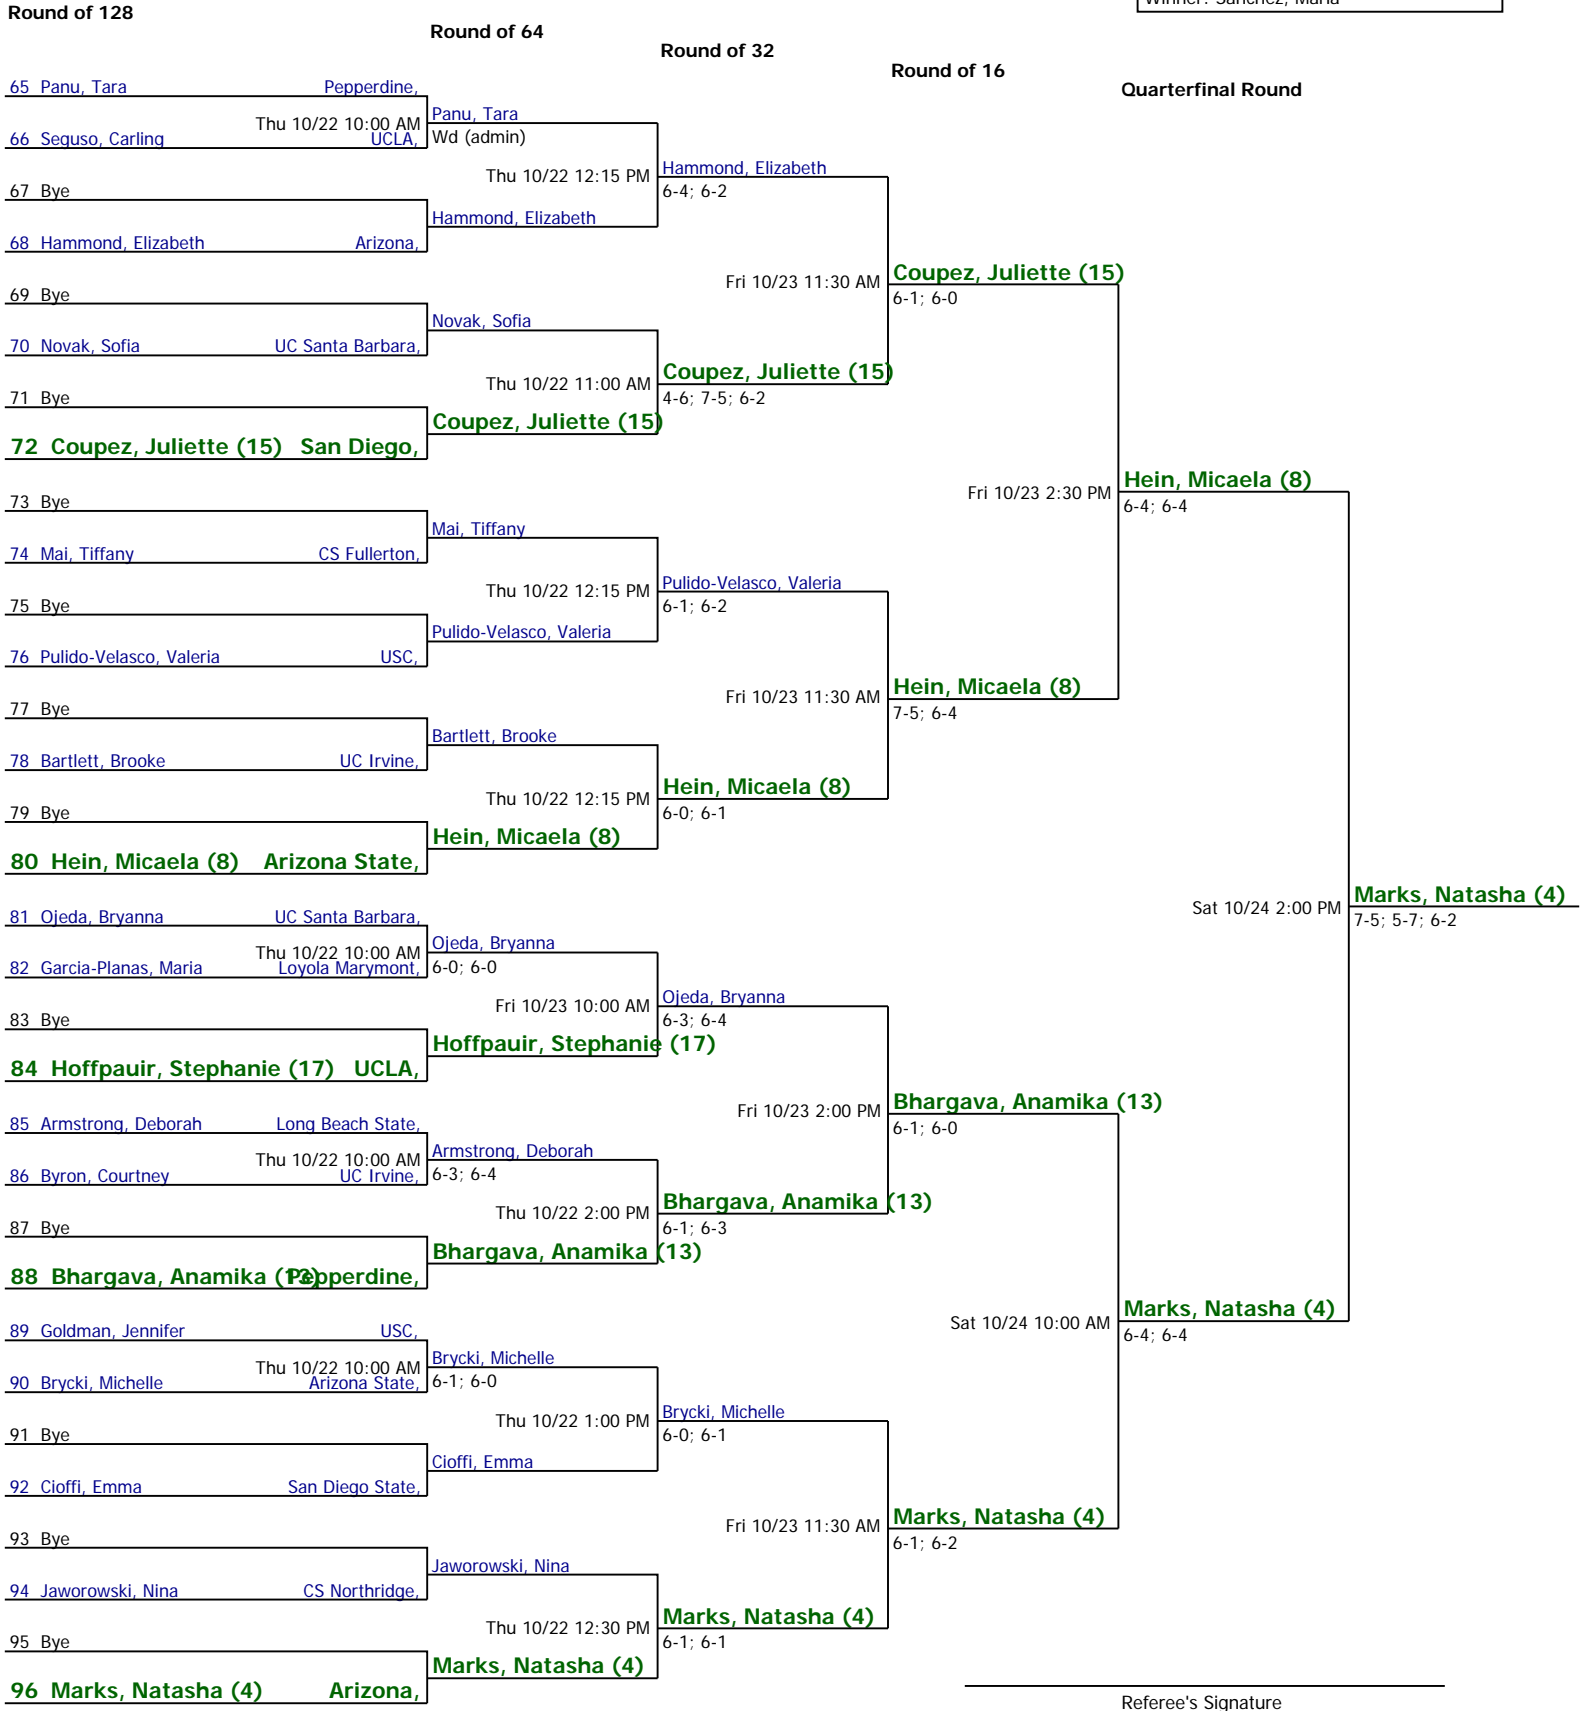 Winner: Sanchez, Maria
Round of 128
Round of 64
Round of 32
Round of 16
Quarterfinal Round
65 Panu, Tara Pepperdine,
Thu 10/22 10:00 AM
66 Seguso, Carling UCLA,
Panu, Tara
Wd (admin)
67 Bye
68 Hammond, Elizabeth Arizona,
Hammond, Elizabeth
Thu 10/22 12:15 PM
Hammond, Elizabeth
6-4; 6-2
69 Bye
70 Novak, Sofia UC Santa Barbara,
Novak, Sofia
71 Bye
72 Coupez, Juliette (15) San Diego,
Coupez, Juliette (15)
Thu 10/22 11:00 AM
Coupez, Juliette (15)
4-6; 7-5; 6-2
Fri 10/23 11:30 AM
Coupez, Juliette (15)
6-1; 6-0
73 Bye
74 Mai, Tiffany CS Fullerton,
Mai, Tiffany
75 Bye
76 Pulido-Velasco, Valeria USC,
Pulido-Velasco, Valeria
Thu 10/22 12:15 PM
Pulido-Velasco, Valeria
6-1; 6-2
77 Bye
78 Bartlett, Brooke UC Irvine,
Bartlett, Brooke
79 Bye
80 Hein, Micaela (8) Arizona State,
Hein, Micaela (8)
Thu 10/22 12:15 PM
Hein, Micaela (8)
6-0; 6-1
Fri 10/23 11:30 AM
Hein, Micaela (8)
7-5; 6-4
Fri 10/23 2:30 PM
Hein, Micaela (8)
6-4; 6-4
81 Ojeda, Bryanna UC Santa Barbara,
Thu 10/22 10:00 AM
82 Garcia-Planas, Maria Loyola Marymont,
Ojeda, Bryanna
6-0; 6-0
83 Bye
84 Hoffpauir, Stephanie (17) UCLA,
Hoffpauir, Stephanie (17)
Fri 10/23 10:00 AM
Ojeda, Bryanna
6-3; 6-4
85 Armstrong, Deborah Long Beach State,
Thu 10/22 10:00 AM
86 Byron, Courtney UC Irvine,
Armstrong, Deborah
6-3; 6-4
87 Bye
88 Bhargava, Anamika (13) Pepperdine,
Bhargava, Anamika (13)
Thu 10/22 2:00 PM
Bhargava, Anamika (13)
6-1; 6-3
Fri 10/23 2:00 PM
Bhargava, Anamika (13)
6-1; 6-0
89 Goldman, Jennifer USC,
Thu 10/22 10:00 AM
90 Brycki, Michelle Arizona State,
Brycki, Michelle
6-1; 6-0
91 Bye
92 Cioffi, Emma San Diego State,
Cioffi, Emma
Thu 10/22 1:00 PM
Brycki, Michelle
6-0; 6-1
93 Bye
94 Jaworowski, Nina CS Northridge,
Jaworowski, Nina
95 Bye
96 Marks, Natasha (4) Arizona,
Marks, Natasha (4)
Thu 10/22 12:30 PM
Marks, Natasha (4)
6-1; 6-1
Fri 10/23 11:30 AM
Marks, Natasha (4)
6-1; 6-2
Sat 10/24 10:00 AM
Marks, Natasha (4)
6-4; 6-4
Sat 10/24 2:00 PM
Marks, Natasha (4)
7-5; 5-7; 6-2
Referee's Signature